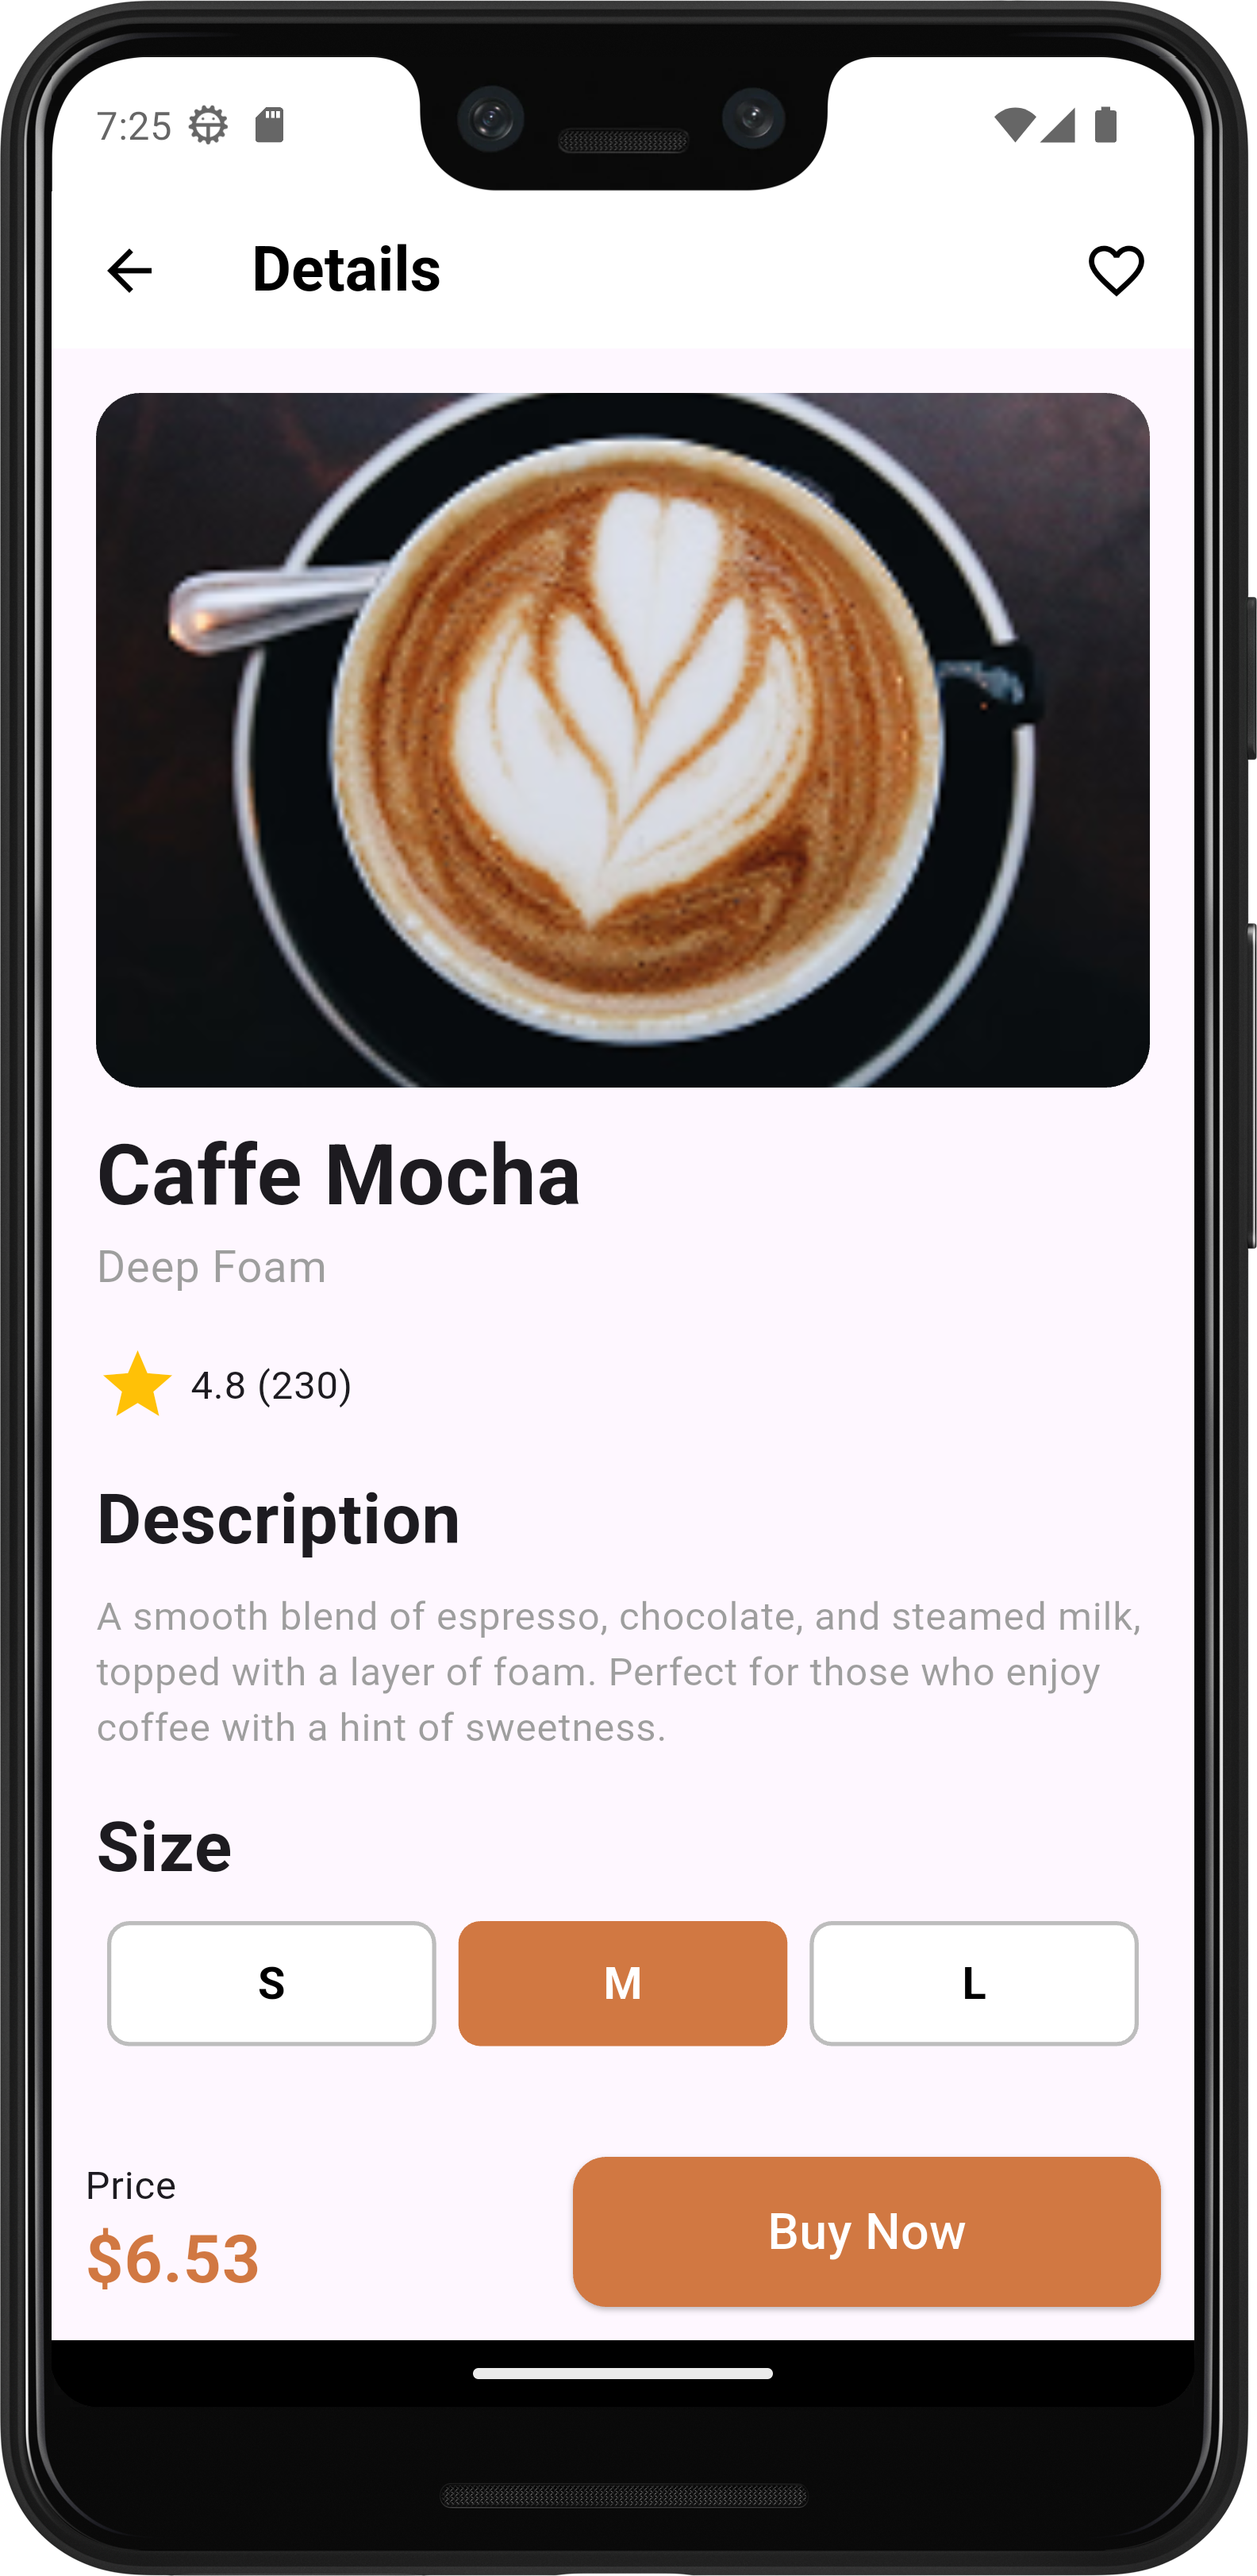 7:25
Details
Caffe Mocha
Deep Foam
4.8 (230)
Description
A smooth blend of espresso, chocolate, and steamed milk,
topped with a layer of foam. Perfect for those who enjoy
coffee with a hint of sweetness.
Size
S M L
Price
$6.53
Buy Now